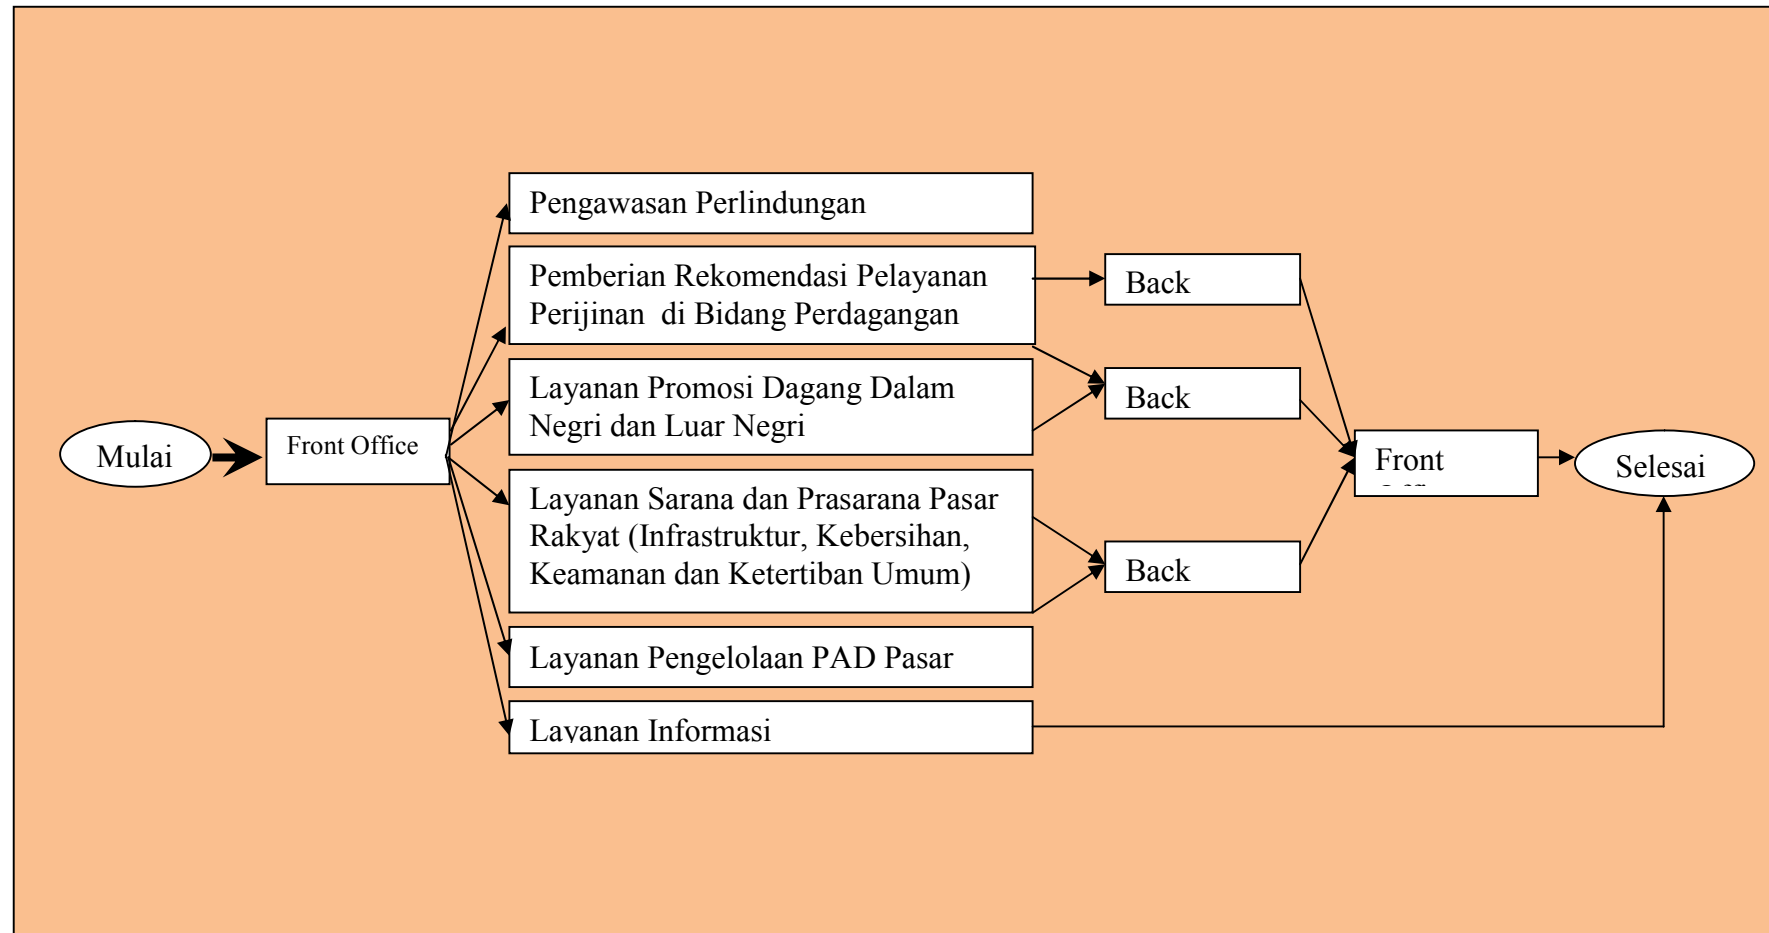 Mulai
Front Office
Pengawasan Perlindungan
Pemberian Rekomendasi Pelayanan
Perijinan di Bidang Perdagangan
Layanan Promosi Dagang Dalam
Negri dan Luar Negri
Layanan Sarana dan Prasarana Pasar
Rakyat (Infrastruktur, Kebersihan,
Keamanan dan Ketertiban Umum)
Layanan Pengelolaan PAD Pasar
Layanan Informasi
Back
Back
Back
Front
Selesai